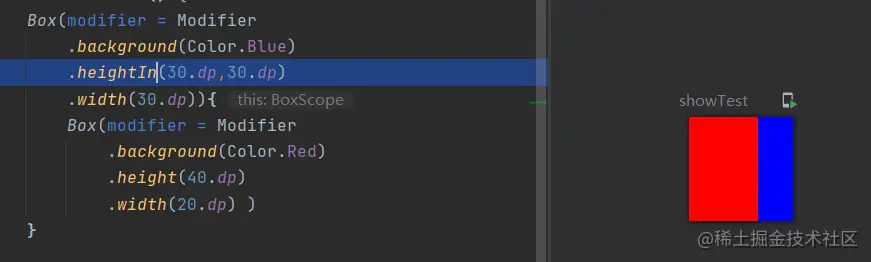 Box(modifier = Modifier
.background(Color.Blue)
.heightIn(30.dp,30.dp)
.width(30.dp)){ this: BoxScope
Box(modifier = Modifier
.background(Color.Red)
.height(40.dp)
.width(20.dp) )
}
showTest
@稀土掘金技术社区